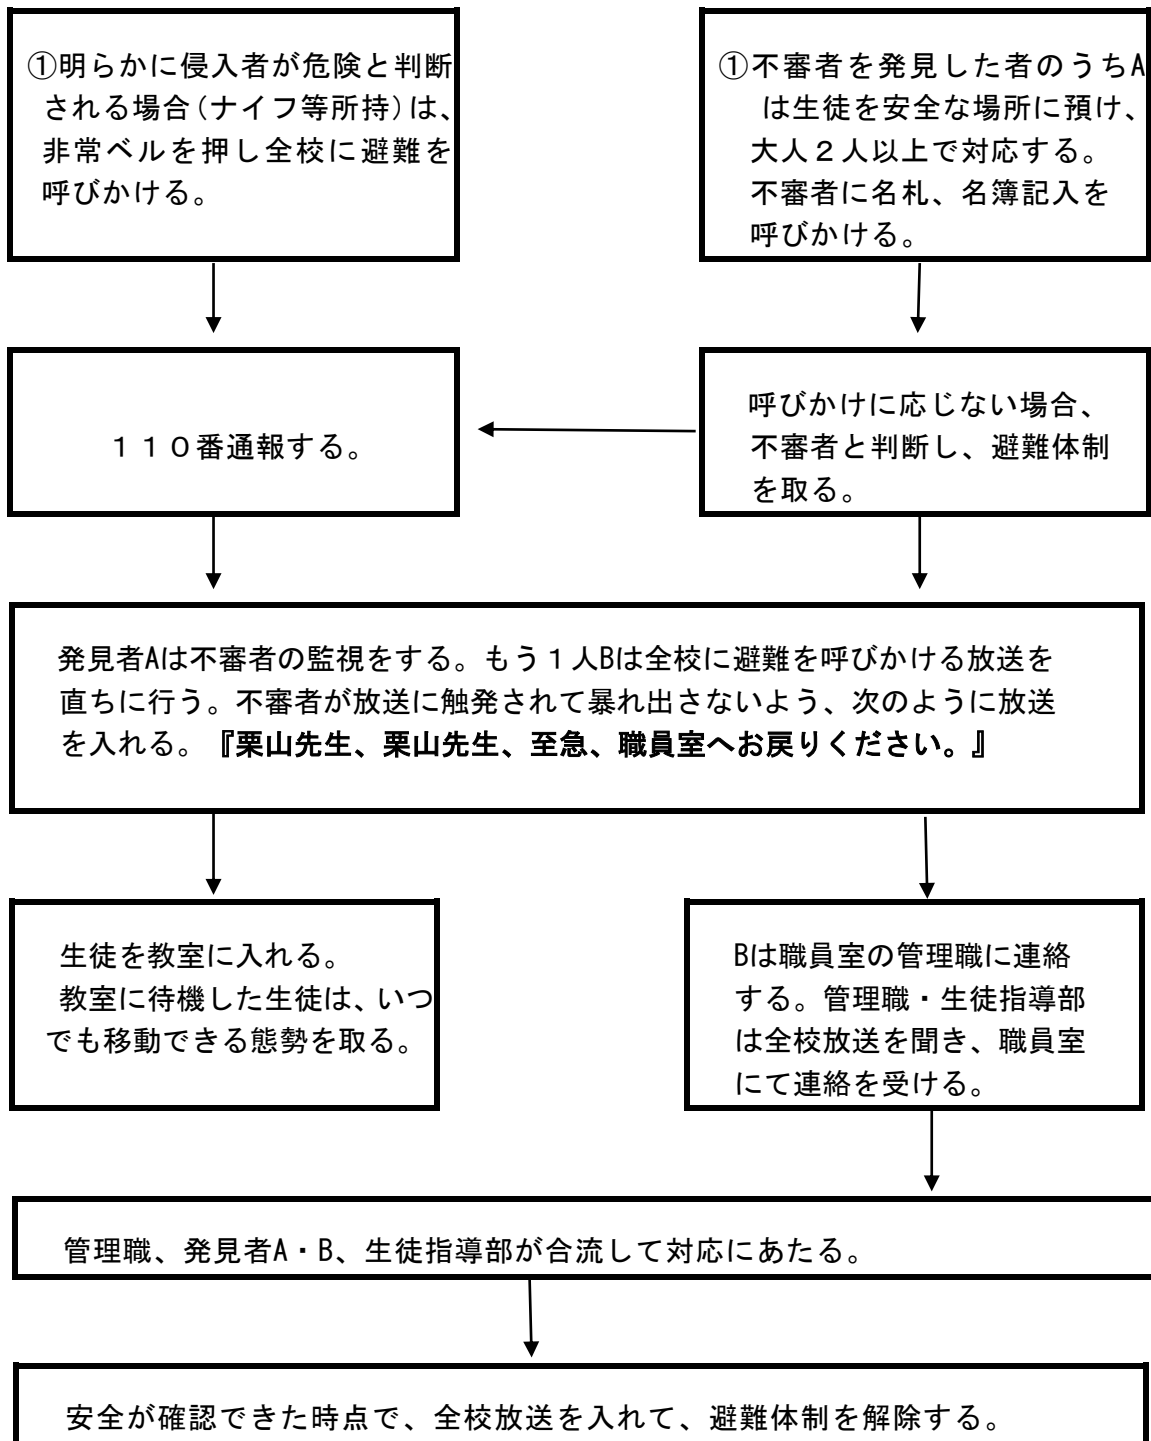 ①明らかに侵入者が危険と判断
される場合(ナイフ等所持)は、
非常ベルを押し全校に避難を
呼びかける。
①不審者を発見した者のうちA
は生徒を安全な場所に預け、
大人２人以上で対応する。
不審者に名札、名簿記入を
呼びかける。
１１０番通報する。
呼びかけに応じない場合、
不審者と判断し、避難体制
を取る。
発見者Aは不審者の監視をする。もう１人Bは全校に避難を呼びかける放送を
直ちに行う。不審者が放送に触発されて暴れ出さないよう、次のように放送
を入れる。『栗山先生、栗山先生、至急、職員室へお戻りください。』
生徒を教室に入れる。
教室に待機した生徒は、いつ
でも移動できる態勢を取る。
Bは職員室の管理職に連絡
する。管理職・生徒指導部
は全校放送を聞き、職員室
にて連絡を受ける。
管理職、発見者A・B、生徒指導部が合流して対応にあたる。
安全が確認できた時点で、全校放送を入れて、避難体制を解除する。